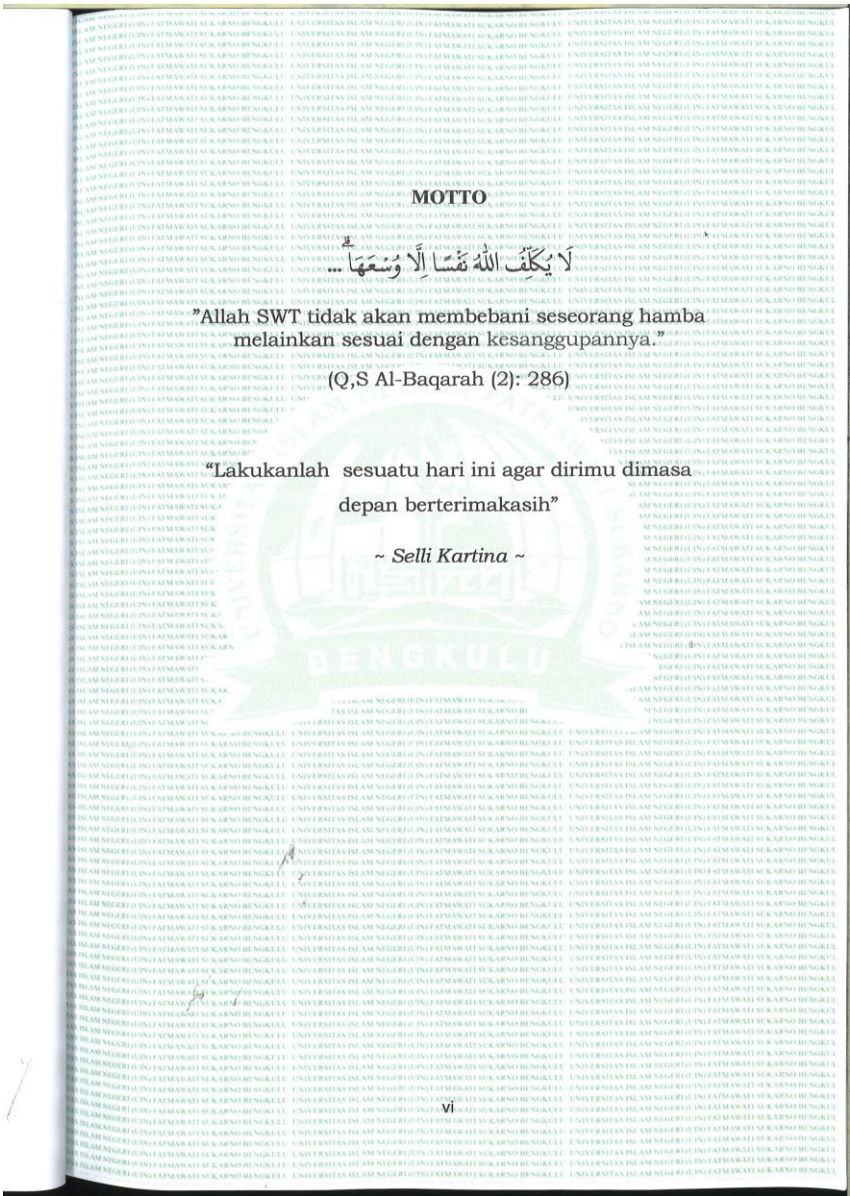 MOTTO
لَا يُكَلِّفُ اللّٰهُ نَفْسًا اِلَّا وُسْعَهَاۗ ...
”Allah SWT tidak akan membebani seseorang hamba
melainkan sesuai dengan kesanggupannya.”
(Q,S Al-Baqarah (2): 286)
“Lakukanlah sesuatu hari ini agar dirimu dimasa
depan berterimakasih”
~ Selli Kartina ~
BENGKULU
vi